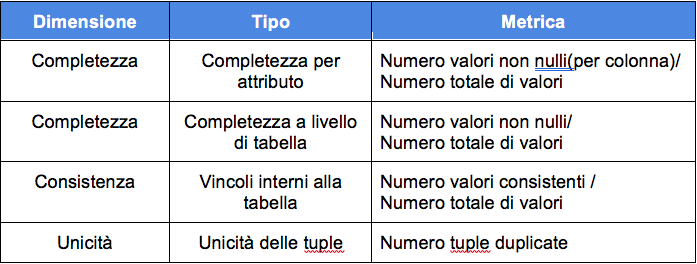 Dimensione Tipo Metrica
Completezza Completezza per attributo Numero valori non nulli(per colonna)/ Numero totale di valori
Completezza Completezza a livello di tabella Numero valori non nulli/ Numero totale di valori
Consistenza Vincoli interni alla tabella Numero valori consistenti / Numero totale di valori
Unicità Unicità delle tuple Numero tuple duplicate